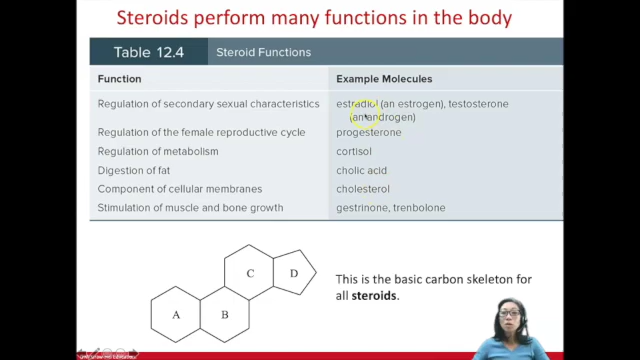 Steroids perform many functions in the body
Table 12.4 Steroid Functions
Function Example Molecules
Regulation of secondary sexual characteristics estradiol (an estrogen), testosterone
(an androgen)
Regulation of the female reproductive cycle progesterone
Regulation of metabolism cortisol
Digestion of fat cholic acid
Component of cellular membranes cholesterol
Stimulation of muscle and bone growth gestrinone, trenbolone
C D
A B
This is the basic carbon skeleton for
all steroids.